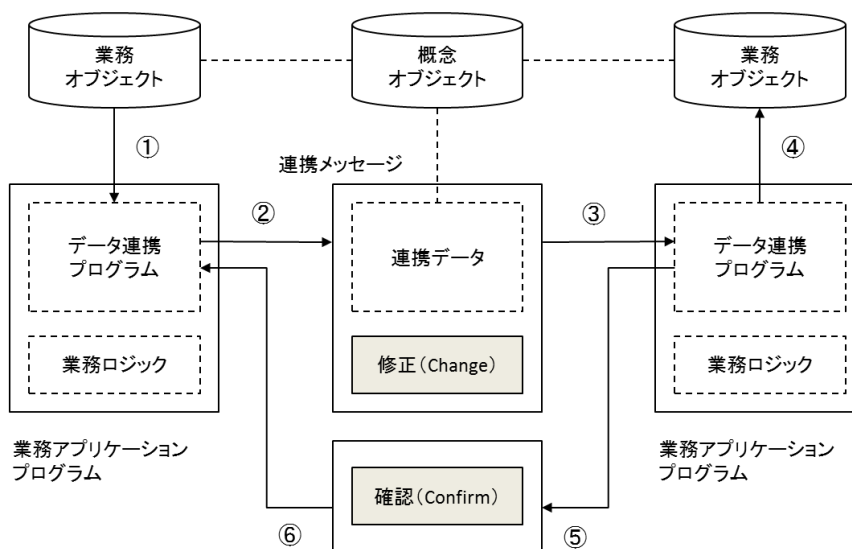 業務
オブジェクト
概念
オブジェクト
業務
オブジェクト
①
④
連携メッセージ
②
③
データ連携
プログラム
連携データ
データ連携
プログラム
業務ロジック
修正(Change)
業務ロジック
業務アプリケーション
プログラム
業務アプリケーション
プログラム
確認(Confirm)
⑥
⑤